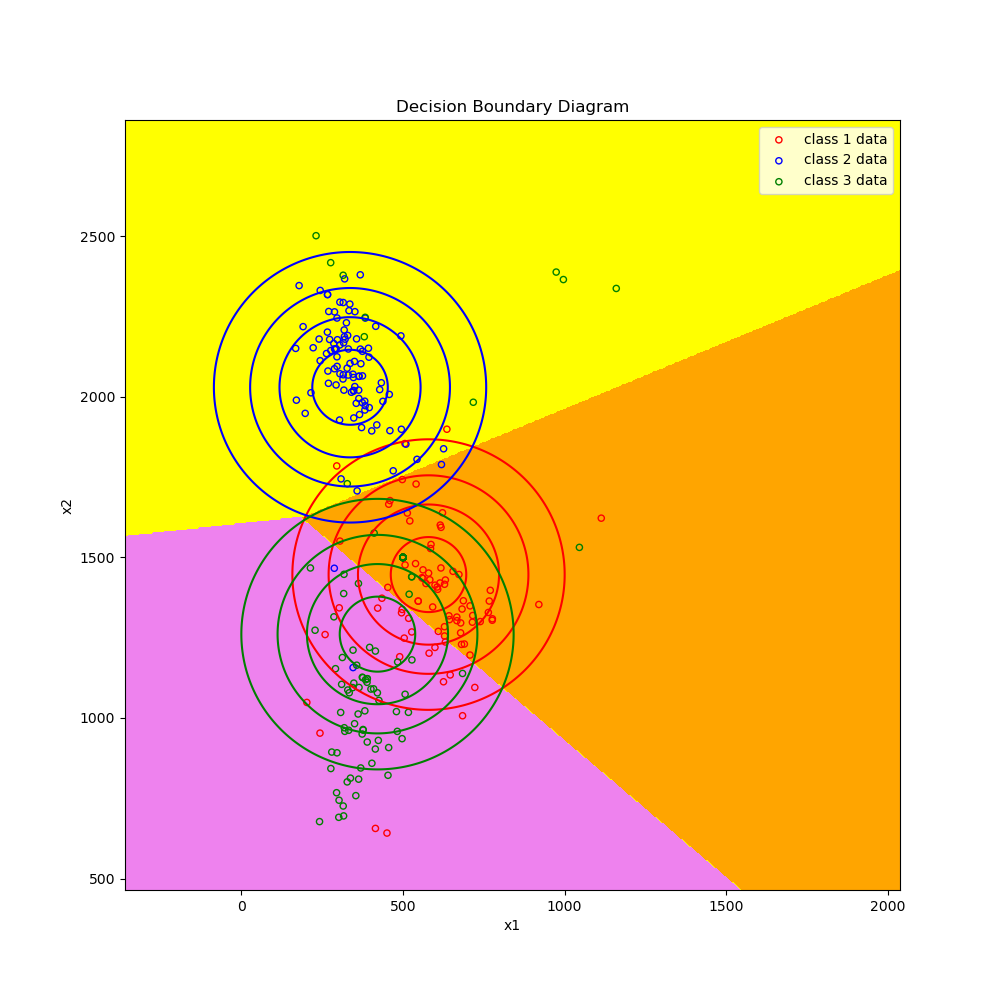 Decision Boundary Diagram
class 1 data
class 2 data
class 3 data
2500
2000
1500
1000
500
x2
0 500 1000 1500 2000
x1